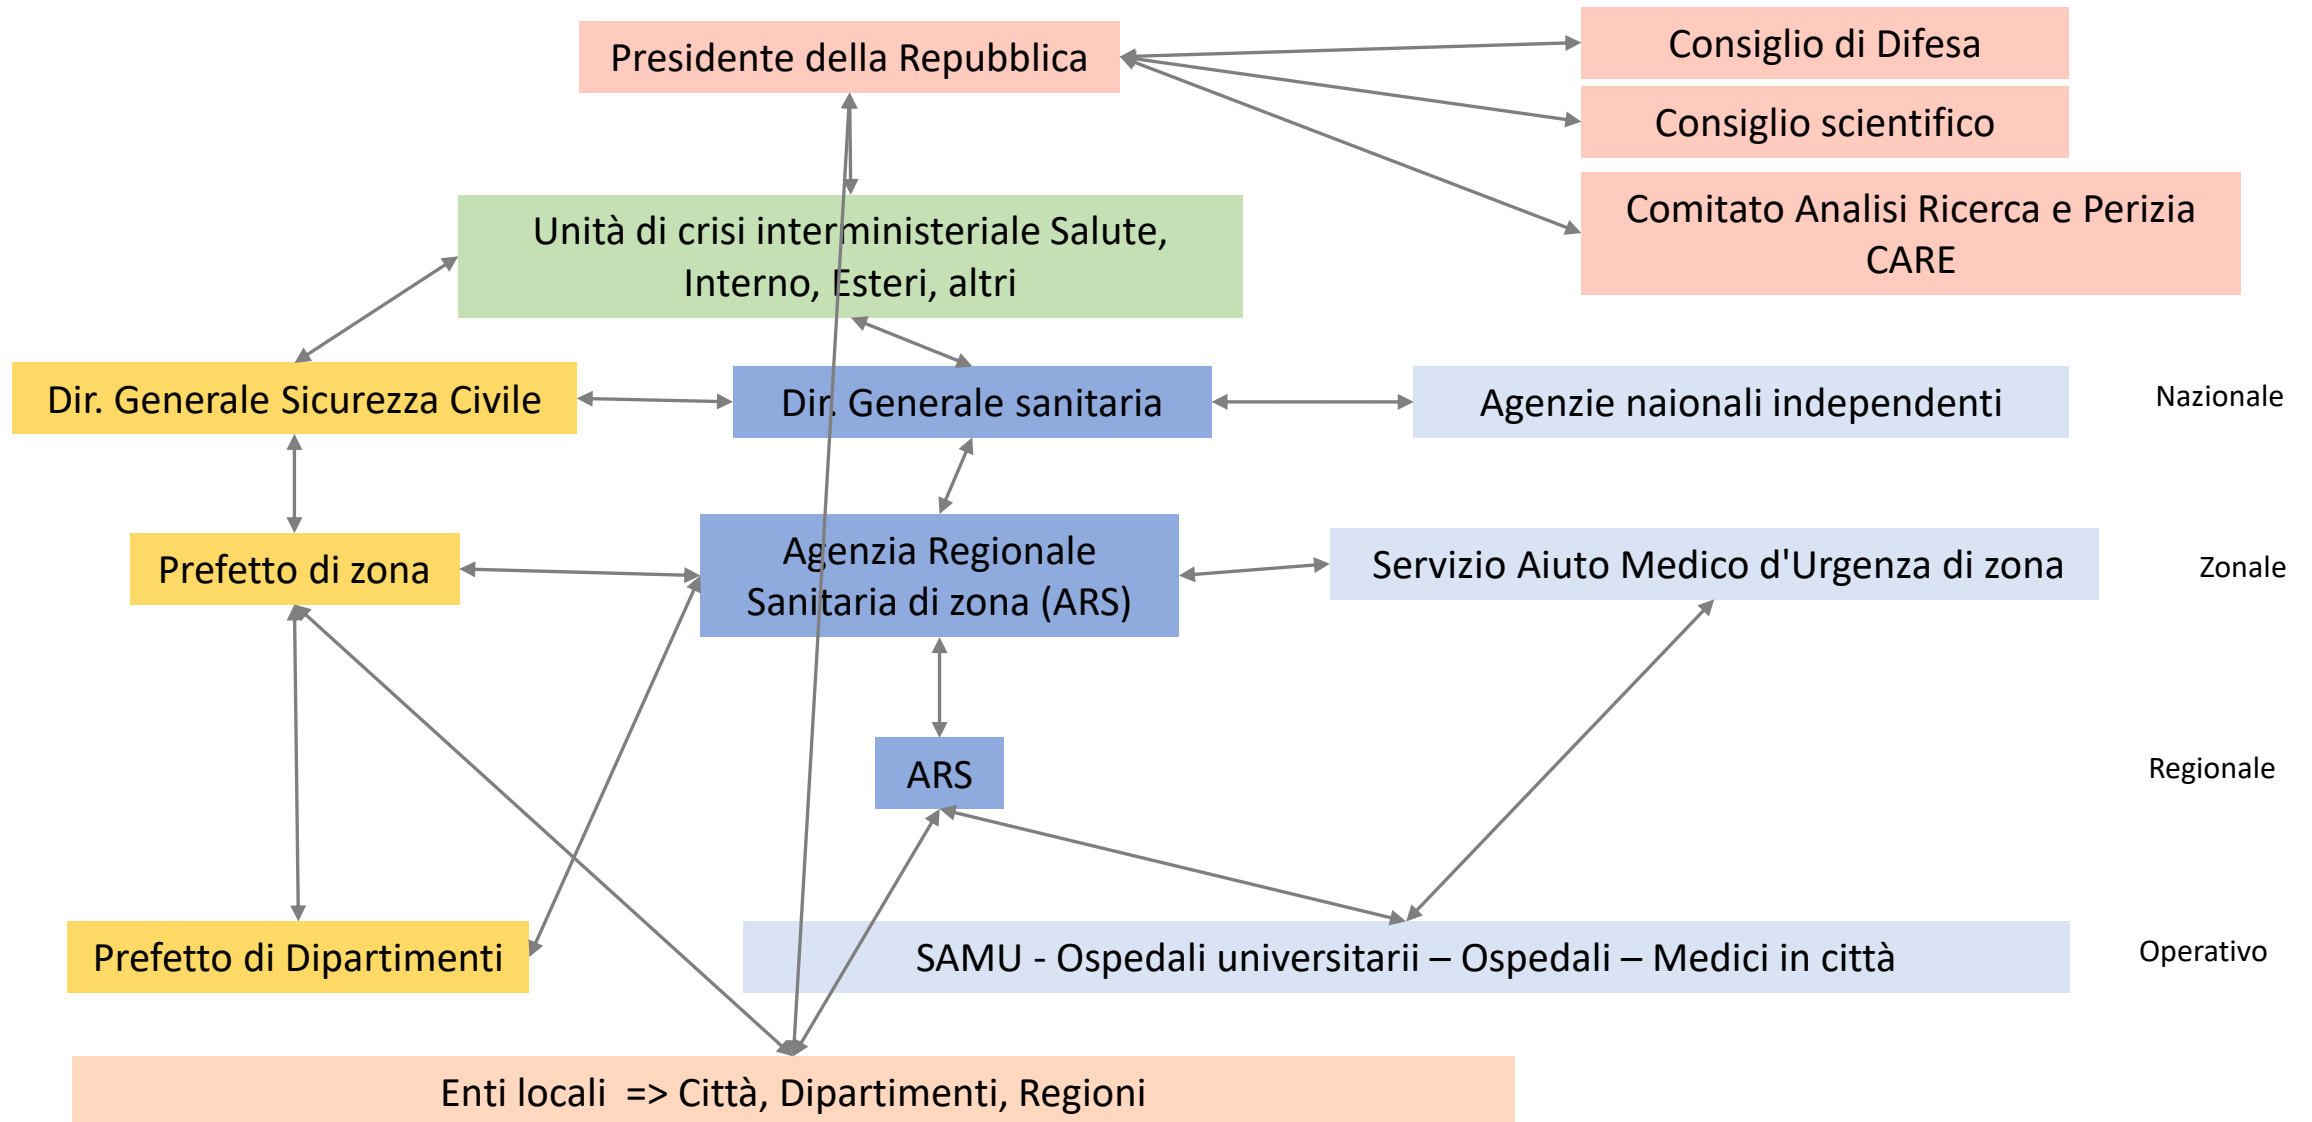 Presidente della Repubblica
Consiglio di Difesa
Consiglio scientifico
Comitato Analisi Ricerca e Perizia
CARE
Unità di crisi interministeriale Salute,
Interno, Esteri, altri
Dir. Generale Sicurezza Civile
Dir. Generale sanitaria
Agenzie naionali independenti
Nazionale
Prefetto di zona
Agenzia Regionale
Sanitaria di zona (ARS)
Servizio Aiuto Medico d'Urgenza di zona
Zonale
ARS
Regionale
Prefetto di Dipartimenti
SAMU - Ospedali universitarii – Ospedali – Medici in città
Operativo
Enti locali => Città, Dipartimenti, Regioni